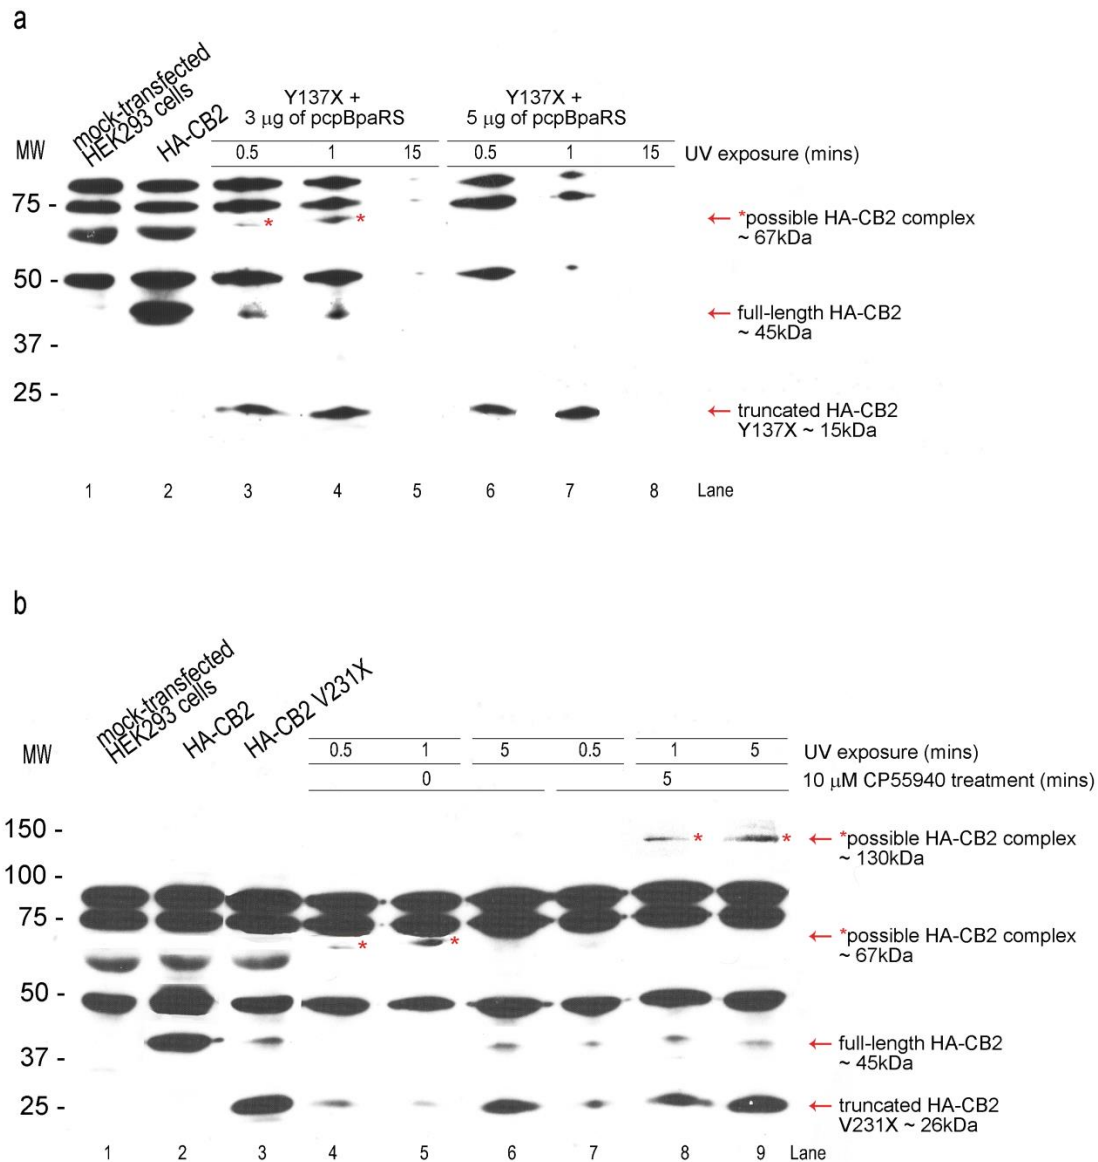 a
mock-transfected
HEK293 cells
HA-CB2
Y137X +
3 μg of pcpBpaRS
Y137X +
5 μg of pcpBpaRS
MW
0.5 1 15 0.5 1 15 UV exposure (mins)
75 -
* *
← *possible HA-CB2 complex
~ 67kDa
50 -
← full-length HA-CB2
~ 45kDa
37 -
25 -
← truncated HA-CB2
Y137X ~ 15kDa
1 2 3 4 5 6 7 8 Lane
b
mock-transfected
HEK293 cells
HA-CB2
HA-CB2 V231X
MW
0.5 1 5 0.5 1 5 UV exposure (mins)
0 5 10 μM CP55940 treatment (mins)
150 -
* *
← *possible HA-CB2 complex
~ 130kDa
100 -
75 -
* *
← *possible HA-CB2 complex
~ 67kDa
50 -
← full-length HA-CB2
~ 45kDa
37 -
25 -
← truncated HA-CB2
V231X ~ 26kDa
1 2 3 4 5 6 7 8 9 Lane